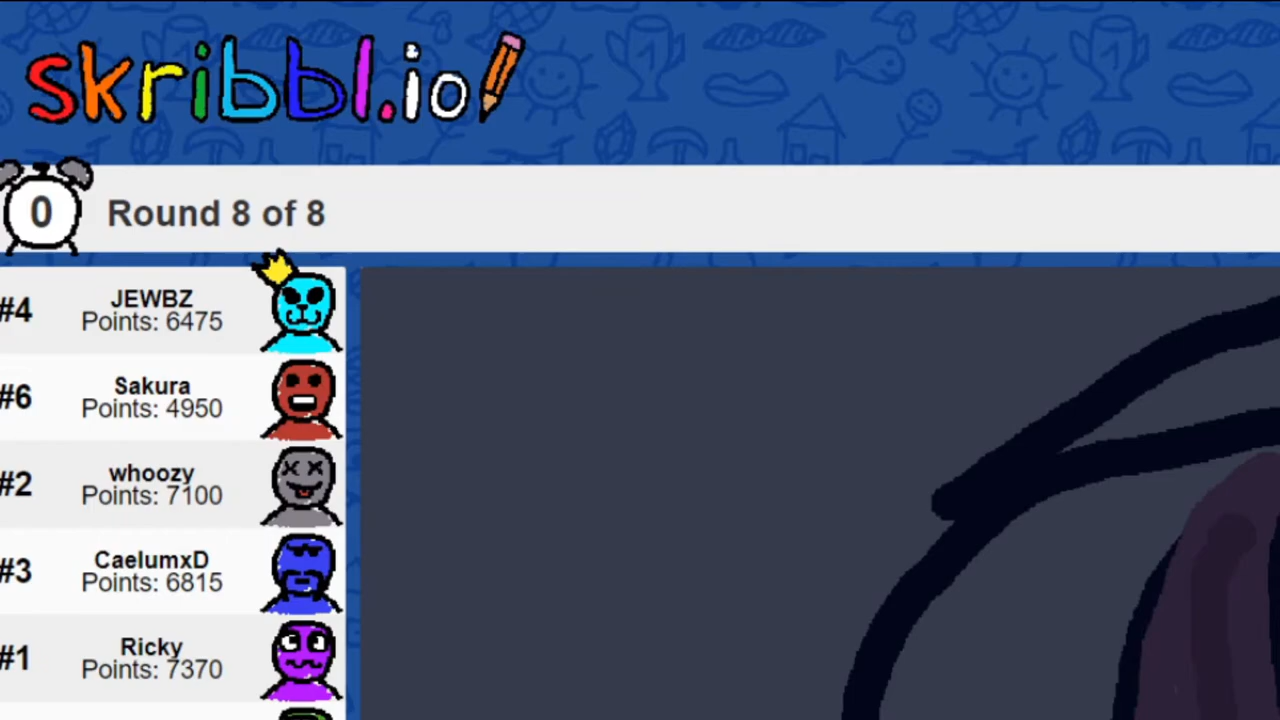 skribbl.io
0 Round 8 of 8
#4 JEWBZ
Points: 6475
#6 Sakura
Points: 4950
#2 whoozy
Points: 7100
#3 CaelumxD
Points: 6815
#1 Ricky
Points: 7370